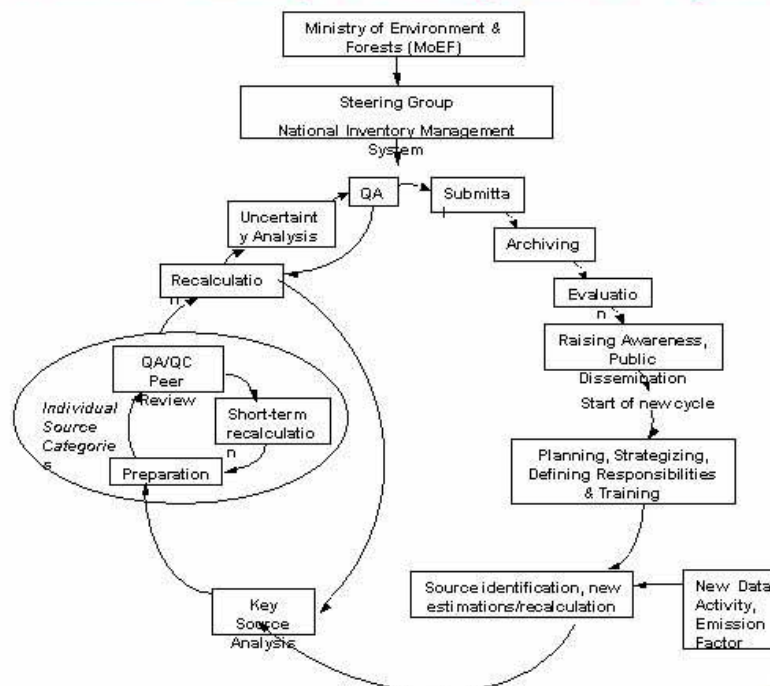 Ministry of Environment &
Forests (MoEF)
Steering Group
National Inventory Management
System
QA
Submitta
l
Uncertaint
y Analysis
Archiving
Recalculatio
n
Evaluatio
n
Raising Awareness,
Public
Dissemination
QA/QC
Peer
Review
Start of new cycle
Individual
Source
Categorie
s
Short-term
recalculatio
n
Preparation
Planning, Strategizing,
Defining Responsibilities
& Training
Source identification, new
estimations/recalculation
New Data
Activity,
Emission
Factor
Key
Source
Analysis